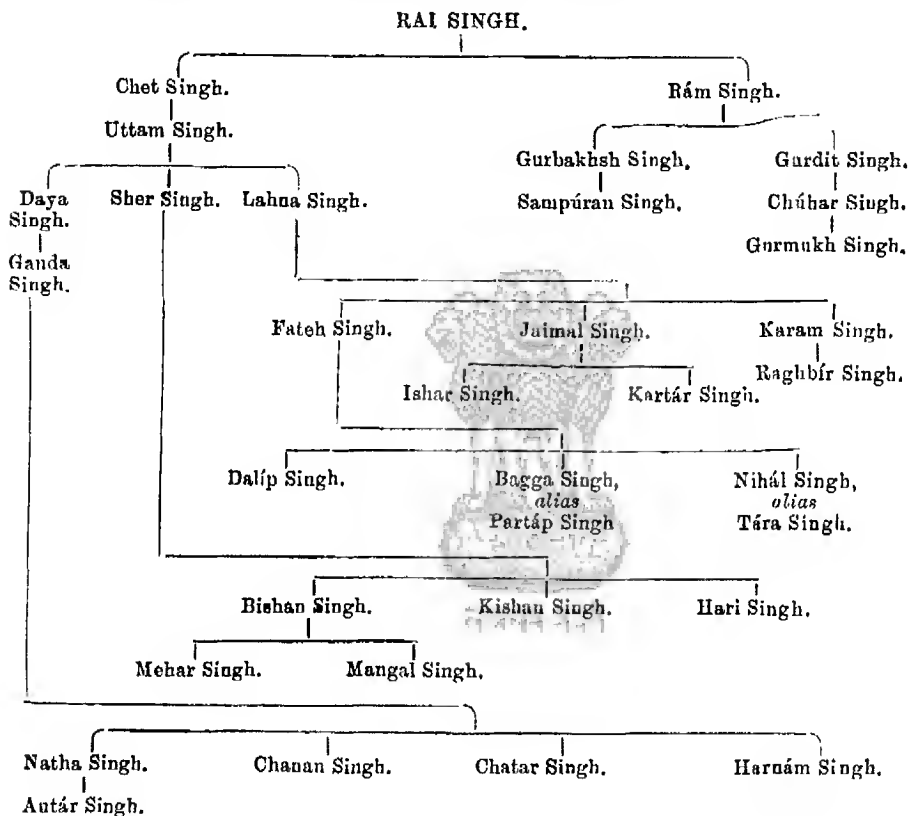 RAI SINGH.
Chet Singh. Rám Singh.
Uttam Singh.
Gurbakhsh Singh. Gurdit Singh.
Daya Singh. Sher Singh. Lahna Singh. Sampúran Singh. Chúhar Singh.
Ganda Singh. Gurmukh Singh.
Fateh Singh. Jaimal Singh. Karam Singh.
Ishar Singh. Kartár Singh. Raghbír Singh.
Dalíp Singh. Bagga Singh, Nihál Singh,
alias alias
Partáp Singh Tára Singh.
Bishan Singh. Kishan Singh. Hari Singh.
Mehar Singh. Mangal Singh.
Natha Singh. Chanan Singh. Chatar Singh. Harnám Singh.
Autár Singh.